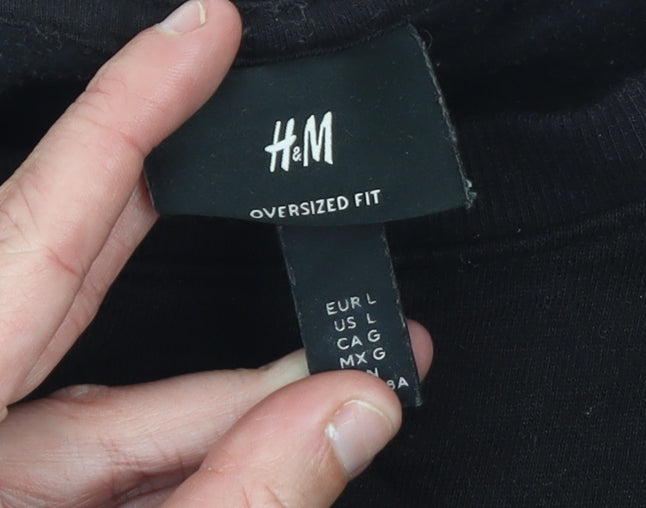 H&M
OVERSIZED FIT
EUR L
US L
CA G
MX G